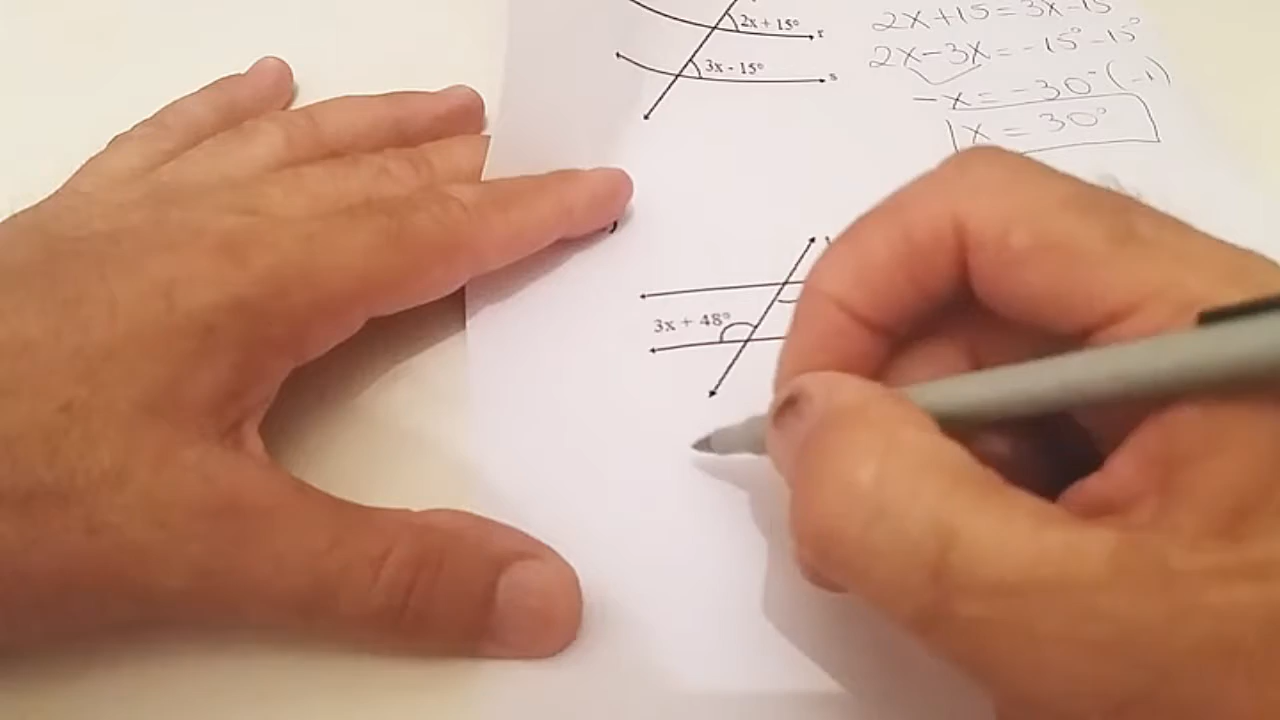 2x + 15°
r
3x - 15°
s
2x+15=3x-15
2x-3x=-15°-15°
-x=-30° (-1)
x = 30°
3x + 48°